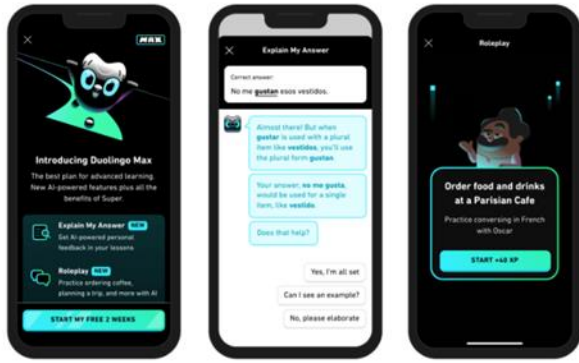 MAX
Introducing Duolingo Max
The best plan for advanced learning.
New AI-powered features plus all the
benefits of Super.
Explain My Answer NEW
Get AI-powered personal
feedback in your lessons
Roleplay NEW
Practice ordering coffee,
planning a trip, and more with AI
START MY FREE 2 WEEKS
Explain My Answer
Correct answer:
No me gustan esos vestidos.
Almost there! But when
gustar is used with a plural
item like vestidos, you'll use
the plural form gustan.
Your answer, no me gusta,
would be used for a single
item, like vestido.
Does that help?
Yes, I'm all set
Can I see an example?
No, please elaborate
Roleplay
Order food and drinks
at a Parisian Cafe
Practice conversing in French
with Oscar
START +40 XP